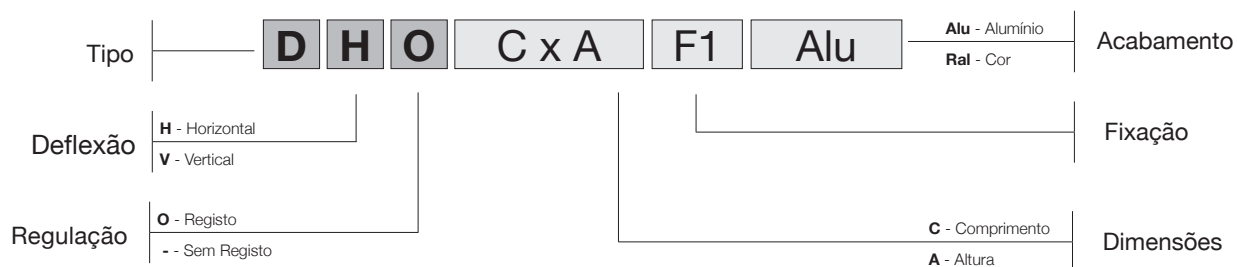 Tipo D H O C x A F1 Alu Alu - Alumínio Acabamento
Ral - Cor
Deflexão H - Horizontal
V - Vertical
Fixação
Regulação O - Registo
- - Sem Registo
C - Comprimento Dimensões
A - Altura